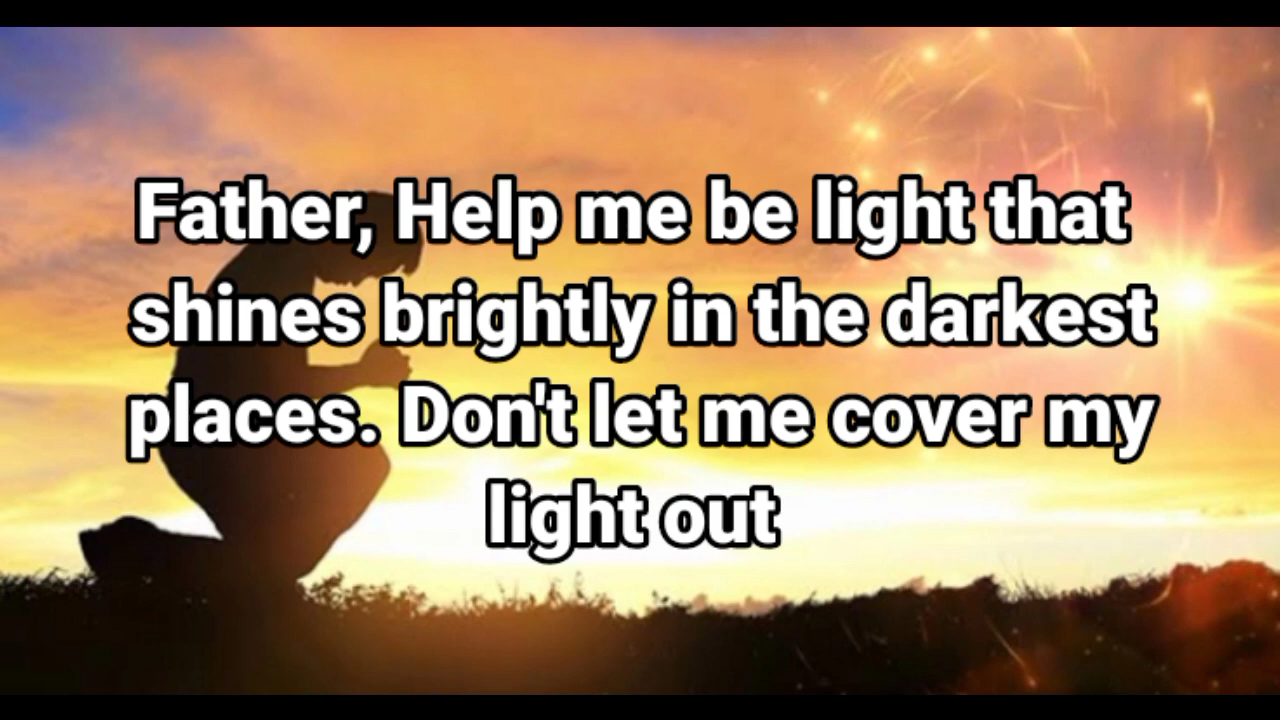 Father, Help me be light that
shines brightly in the darkest
places. Don't let me cover my
light out